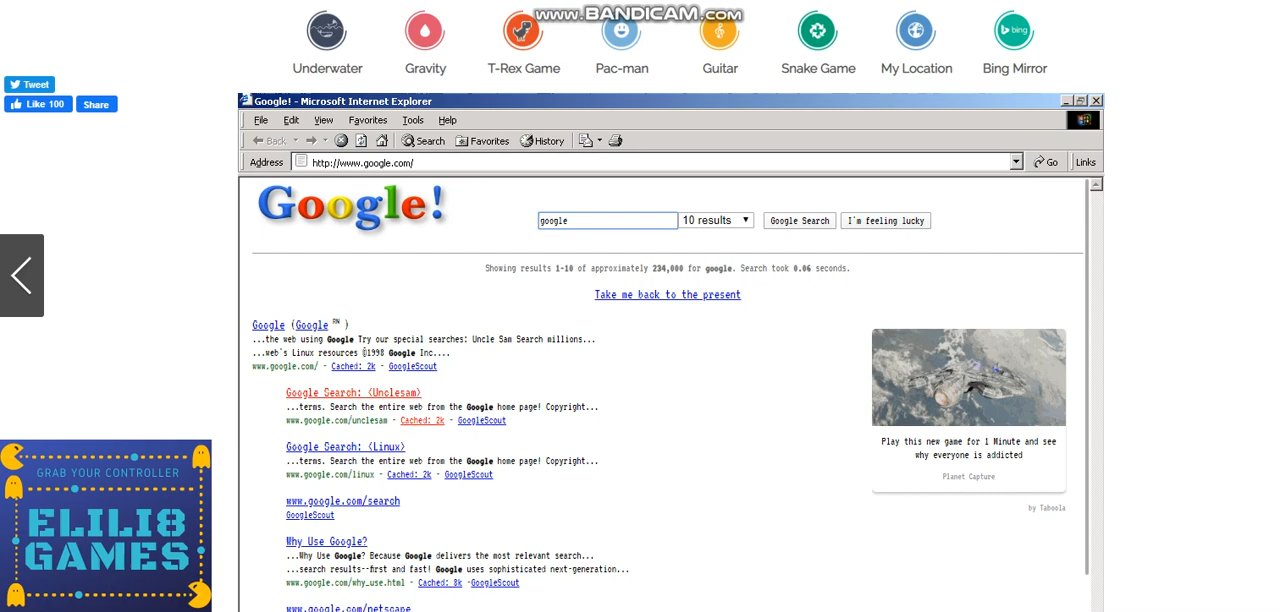 www.BANDICAM.com
Underwater
Gravity
T-Rex Game
Pac-man
Guitar
Snake Game
My Location
bing
Bing Mirror
Tweet
Like 100
Share
Google! - Microsoft Internet Explorer
File Edit View Favorites Tools Help
Back Search Favorites History
Address http://www.google.com/ Go Links
Google!
google 10 results Google Search I'm feeling lucky
Showing results 1-10 of approximately 234,000 for google. Search took 0.06 seconds.
Take me back to the present
Google (Google RN )
...the web using Google Try our special searches: Uncle Sam Search millions...
...web's Linux resources @1998 Google Inc....
www.google.com/ - Cached: 2k - GoogleScout
Google Search: (Unclesam)
...terms. Search the entire web from the Google home page! Copyright...
www.google.com/unclesam - Cached: 2k - GoogleScout
Google Search: (Linux)
...terms. Search the entire web from the Google home page! Copyright...
www.google.com/linux - Cached: 2k - GoogleScout
www.google.com/search
GoogleScout
Why Use Google?
...Why Use Google? Because Google delivers the most relevant search...
...search results--first and fast! Google uses sophisticated next-generation...
www.google.com/why_use.html - Cached: 8k -GoogleScout
www.google.com/netscape
Play this new game for 1 Minute and see
why everyone is addicted
Planet Capture
by Taboola
GRAB YOUR CONTROLLER
ELILI8
GAMES